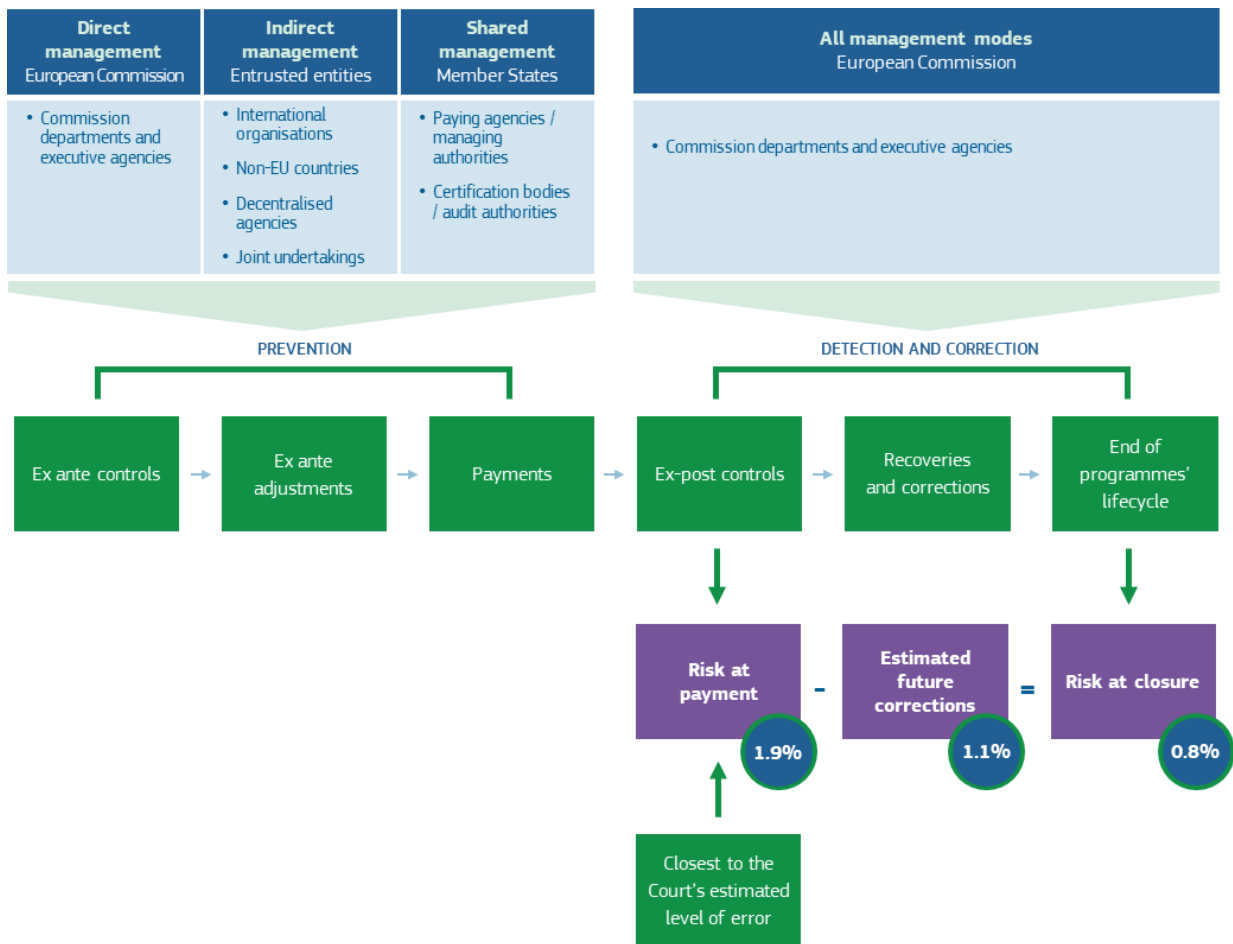 Direct
management
European Commission
Indirect
management
Entrusted entities
Shared
management
Member States
All management modes
European Commission
• Commission
departments and
executive agencies
• International
organisations
• Non-EU countries
• Decentralised
agencies
• Joint undertakings
• Paying agencies /
managing
authorities
• Certification bodies
/ audit authorities
• Commission departments and executive agencies
PREVENTION
DETECTION AND CORRECTION
Ex ante controls
Ex ante
adjustments
Payments
Ex-post controls
Recoveries
and corrections
End of
programmes'
lifecycle
Risk at
payment
1.9%
-
Estimated
future
corrections
1.1%
=
Risk at closure
0.8%
Closest to the
Court's estimated
level of error